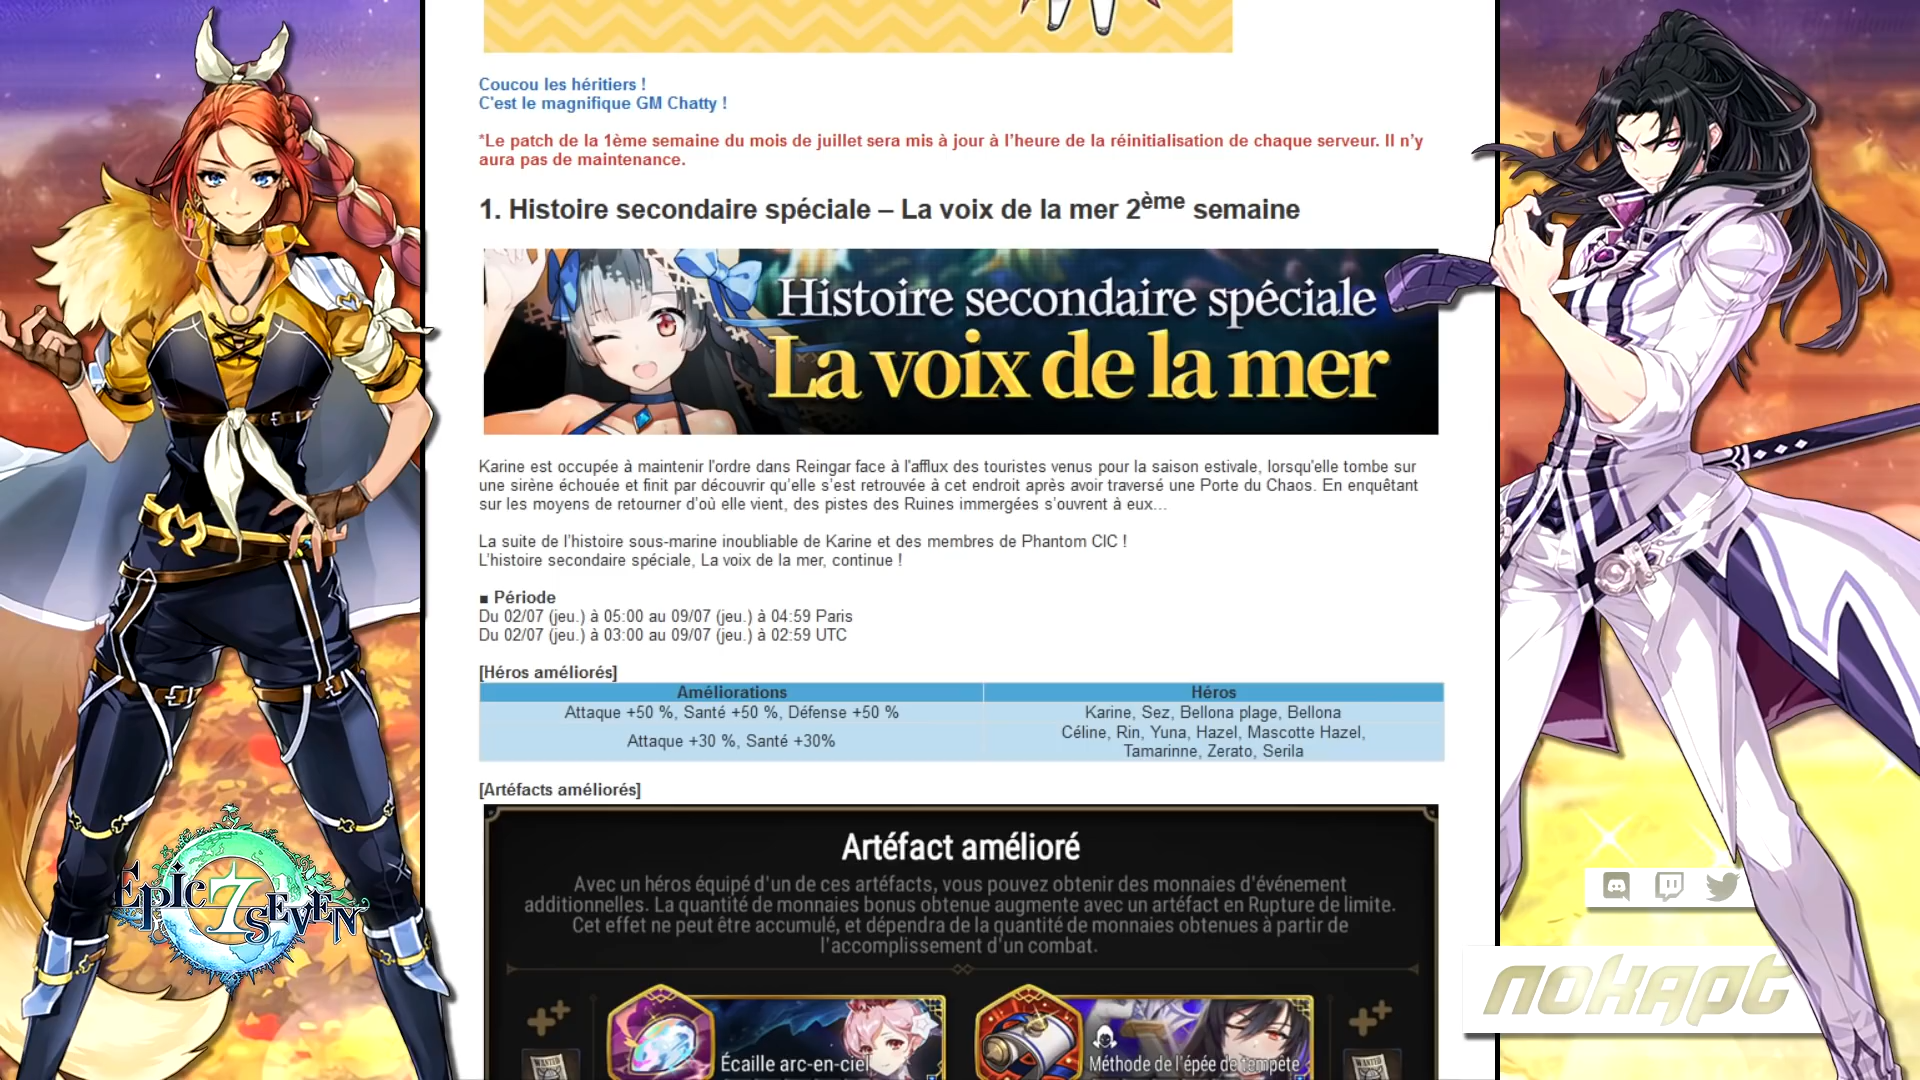 Coucou les héritiers !
C'est le magnifique GM Chatty !
*Le patch de la 1ème semaine du mois de juillet sera mis à jour à l'heure de la réinitialisation de chaque serveur. Il n'y
aura pas de maintenance.
1. Histoire secondaire spéciale – La voix de la mer 2ème semaine
Histoire secondaire spéciale
La voix de la mer
Karine est occupée à maintenir l'ordre dans Reingar face à l'afflux des touristes venus pour la saison estivale, lorsqu'elle tombe sur
une sirène échouée et finit par découvrir qu'elle s'est retrouvée à cet endroit après avoir traversé une Porte du Chaos. En enquêtant
sur les moyens de retourner d'où elle vient, des pistes des Ruines immergées s'ouvrent à eux...
La suite de l'histoire sous-marine inoubliable de Karine et des membres de Phantom CIC !
L'histoire secondaire spéciale, La voix de la mer, continue !
■ Période
Du 02/07 (jeu.) à 05:00 au 09/07 (jeu.) à 04:59 Paris
Du 02/07 (jeu.) à 03:00 au 09/07 (jeu.) à 02:59 UTC
[Héros améliorés]
Améliorations Héros
Attaque +50 %, Santé +50 %, Défense +50 % Karine, Sez, Bellona plage, Bellona
Attaque +30 %, Santé +30% Céline, Rin, Yuna, Hazel, Mascotte Hazel,
Tamarinne, Zerato, Serila
[Artéfacts améliorés]
Artéfact amélioré
Avec un héros équipé d'un de ces artéfacts, vous pouvez obtenir des monnaies d'événement
additionnelles. La quantité de monnaies bonus obtenue augmente avec un artéfact en Rupture de limite.
Cet effet ne peut être accumulé, et dépendra de la quantité de monnaies obtenues à partir de
l'accomplissement d'un combat.
Écaille arc-en-ciel
Méthode de l'épée de tempête
WANTED
WANTED
EPIC 7 SEVEN
nokapt